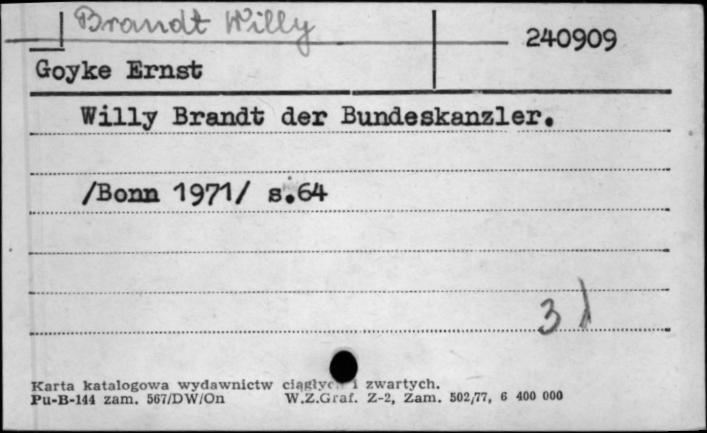 Brandt Willy
240909
Goyke Ernst
Willy Brandt der Bundeskanzler.
/Bonn 1971/ s.64
3
Karta katalogowa wydawnictw ciągłyc i zwartych.
Pu-B-144 zam. 567/DW/On W.Z.Graf. Z-2, Zam. 502/77, 6 400 000